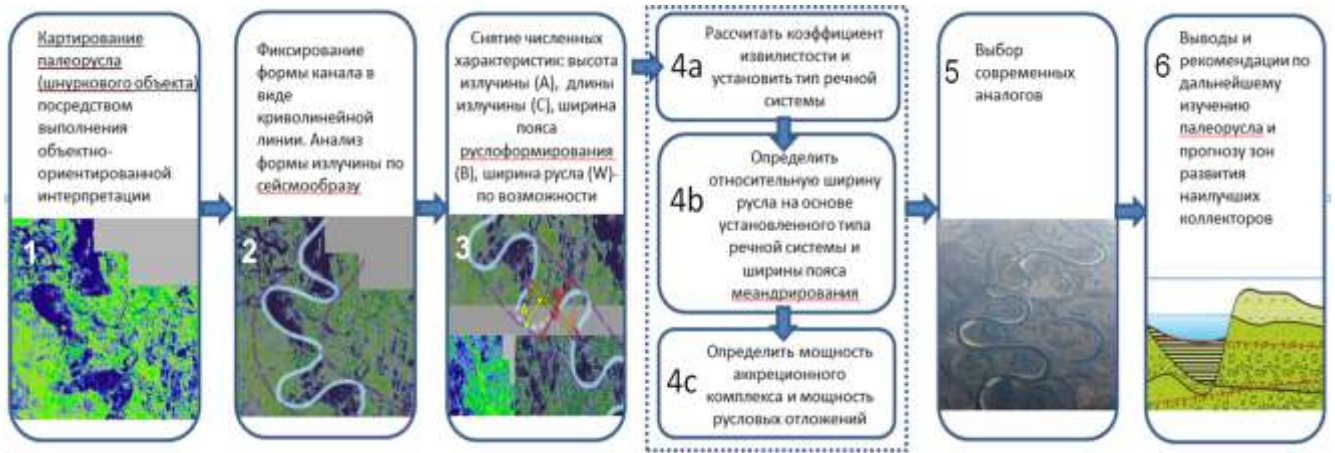 1
Картирование
палеорусла
(шнуркового объекта)
посредством
выполнения
объектно-
ориентированной
интерпретации
2
Фиксирование
формы канала в
виде
криволинейной
линии. Анализ
формы излучины по
сейсмообразу
3
Снятие численных
характеристик: высота
излучины (А), длины
излучины (С), ширина
пояса
руслоформирования
(В), ширина русла (W)-
по возможности
4a
Рассчитать коэффициент
извилистости и
установить тип речной
системы
4b
Определить
относительную ширину
русла на основе
установленного типа
речной системы и
ширины пояса
меандрирования
4c
Определить мощность
аккреционного
комплекса и мощность
русловых отложений
5
Выбор
современных
аналогов
6
Выводы и
рекомендации по
дальнейшему
изучению
палеорусла и
прогнозу зон
развития
наилучших
коллекторов